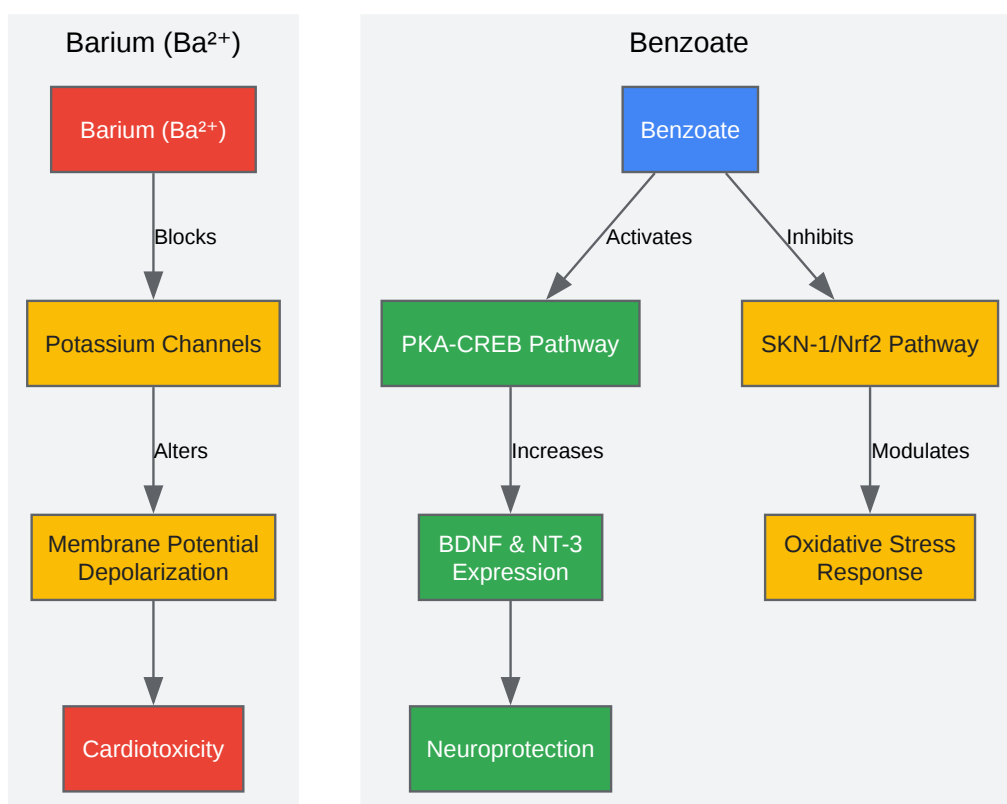 Barium (Ba²⁺)
Barium (Ba²⁺)
Blocks
Potassium Channels
Alters
Membrane Potential
Depolarization
Cardiotoxicity
Benzoate
Benzoate
Activates
Inhibits
PKA-CREB Pathway
SKN-1/Nrf2 Pathway
Increases
Modulates
BDNF & NT-3
Expression
Oxidative Stress
Response
Neuroprotection